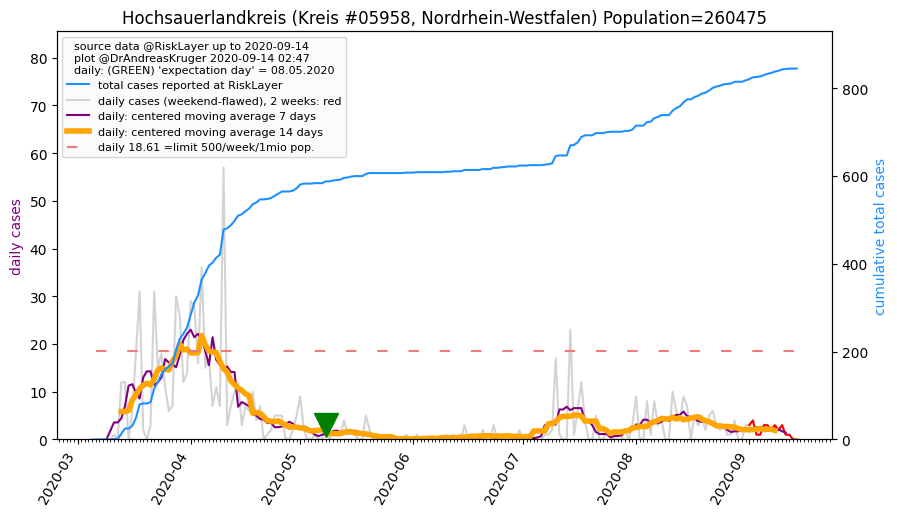 Hochsauerlandkreis (Kreis #05958, Nordrhein-Westfalen) Population=260475
source data @RiskLayer up to 2020-09-14
plot @DrAndreasKruger 2020-09-14 02:47
daily: (GREEN) 'expectation day' = 08.05.2020
total cases reported at RiskLayer
daily cases (weekend-flawed), 2 weeks: red
daily: centered moving average 7 days
daily: centered moving average 14 days
daily 18.61 =limit 500/week/1mio pop.
daily cases
80
70
60
50
40
30
20
10
0
cumulative total cases
800
600
400
200
0
2020-03
2020-04
2020-05
2020-06
2020-07
2020-08
2020-09